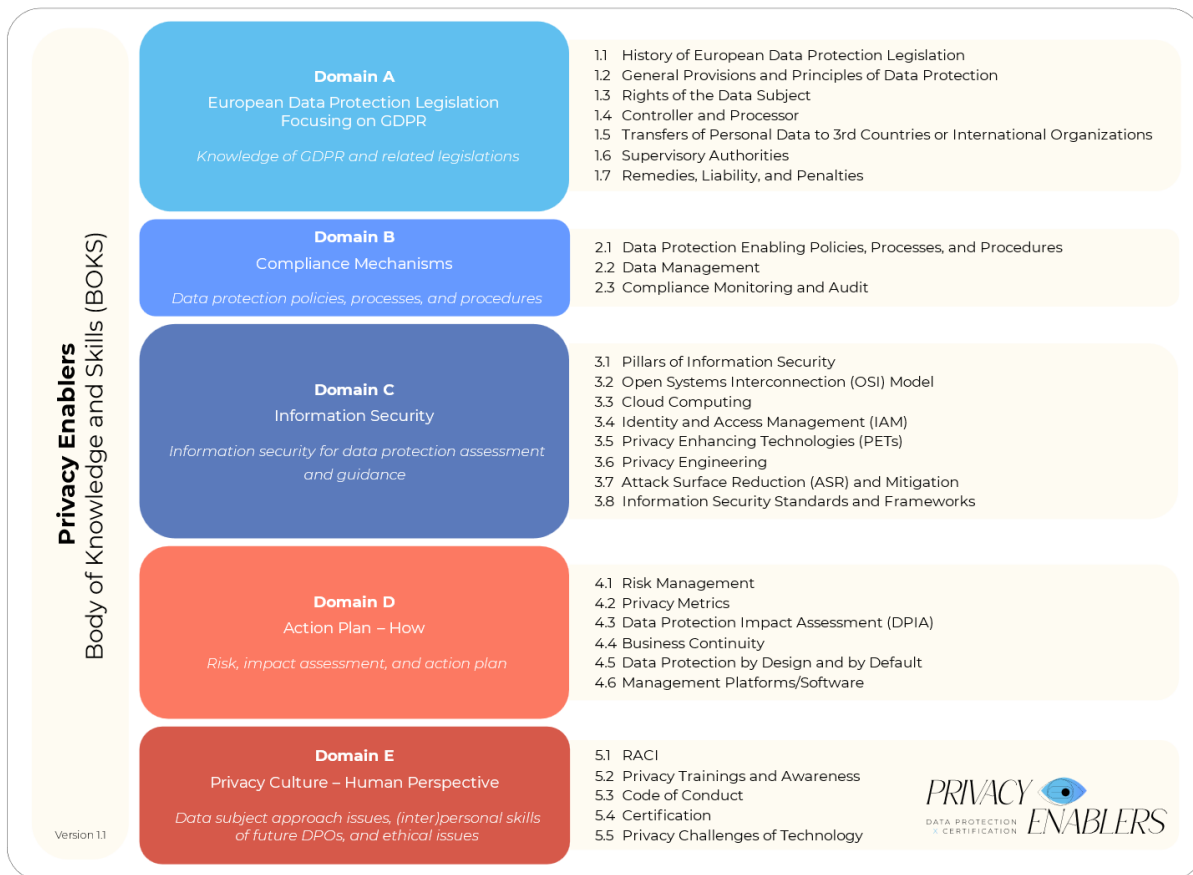 Privacy Enablers
Body of Knowledge and Skills (BOKS)
Version 1.1
Domain A
European Data Protection Legislation
Focusing on GDPR
Knowledge of GDPR and related legislations
1.1 History of European Data Protection Legislation
1.2 General Provisions and Principles of Data Protection
1.3 Rights of the Data Subject
1.4 Controller and Processor
1.5 Transfers of Personal Data to 3rd Countries or International Organizations
1.6 Supervisory Authorities
1.7 Remedies, Liability, and Penalties
Domain B
Compliance Mechanisms
Data protection policies, processes, and procedures
2.1 Data Protection Enabling Policies, Processes, and Procedures
2.2 Data Management
2.3 Compliance Monitoring and Audit
Domain C
Information Security
Information security for data protection assessment
and guidance
3.1 Pillars of Information Security
3.2 Open Systems Interconnection (OSI) Model
3.3 Cloud Computing
3.4 Identity and Access Management (IAM)
3.5 Privacy Enhancing Technologies (PETs)
3.6 Privacy Engineering
3.7 Attack Surface Reduction (ASR) and Mitigation
3.8 Information Security Standards and Frameworks
Domain D
Action Plan – How
Risk, impact assessment, and action plan
4.1 Risk Management
4.2 Privacy Metrics
4.3 Data Protection Impact Assessment (DPIA)
4.4 Business Continuity
4.5 Data Protection by Design and by Default
4.6 Management Platforms/Software
Domain E
Privacy Culture – Human Perspective
Data subject approach issues, (inter)personal skills
of future DPOs, and ethical issues
5.1 RACI
5.2 Privacy Trainings and Awareness
5.3 Code of Conduct
5.4 Certification
5.5 Privacy Challenges of Technology
PRIVACY
ENABLERS
DATA PROTECTION
× CERTIFICATION